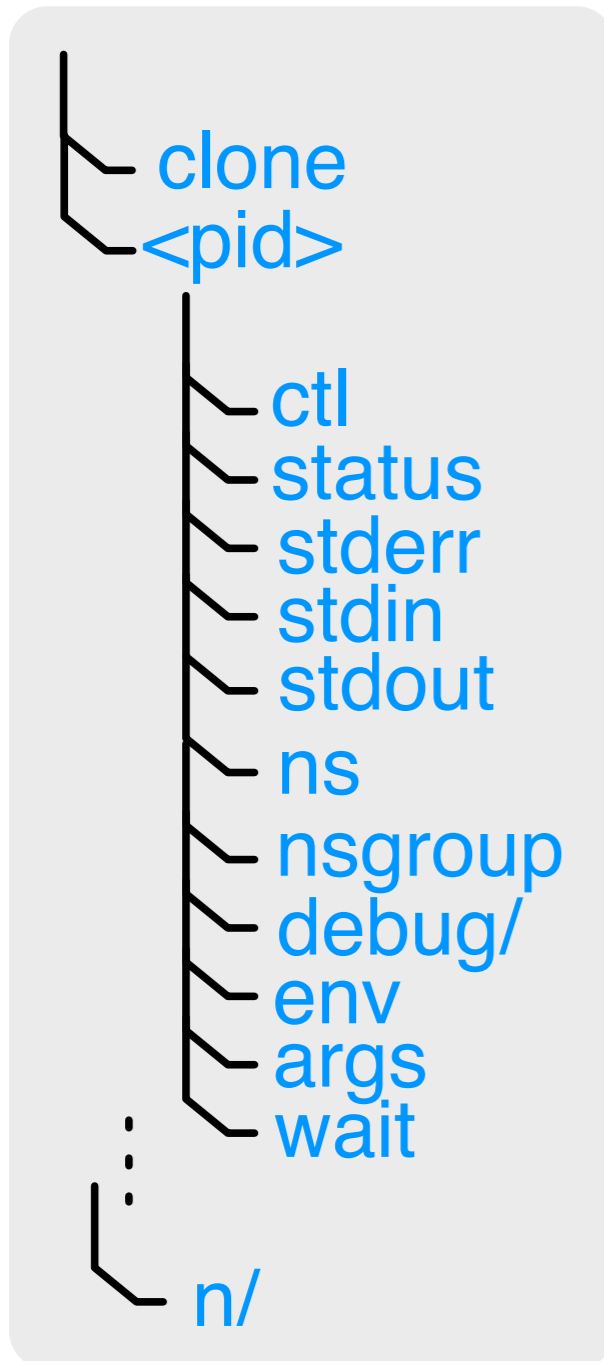 clone
<pid>
ctl
status
stderr
stdin
stdout
ns
nsgroup
debug/
env
args
wait
n/